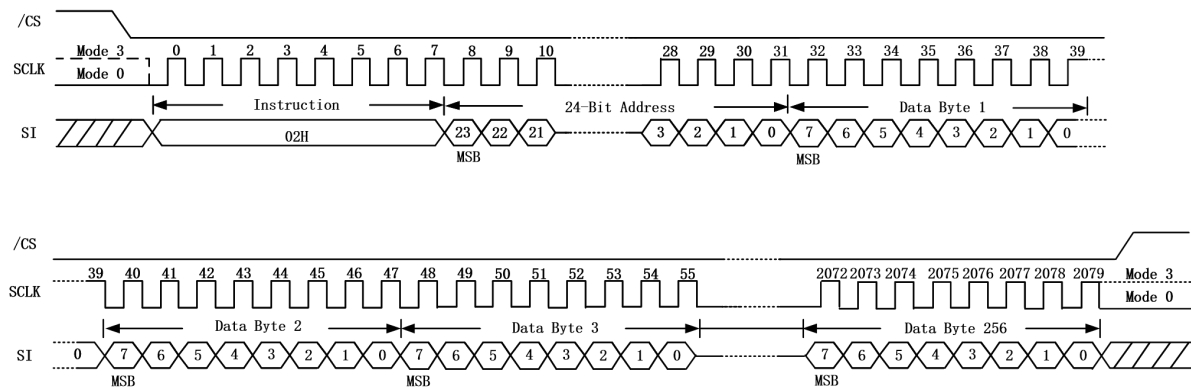 /CS
Mode 3 0 1 2 3 4 5 6 7 8 9 10 28 29 30 31 32 33 34 35 36 37 38 39
SCLK Mode 0
Instruction 24-Bit Address Data Byte 1
SI 02H 23 22 21 3 2 1 0 7 6 5 4 3 2 1 0
MSB MSB
/CS
39 40 41 42 43 44 45 46 47 48 49 50 51 52 53 54 55 2072 2073 2074 2075 2076 2077 2078 2079 Mode 3
SCLK Mode 0
Data Byte 2 Data Byte 3 Data Byte 256
SI 0 7 6 5 4 3 2 1 0 7 6 5 4 3 2 1 0 7 6 5 4 3 2 1 0
MSB MSB MSB